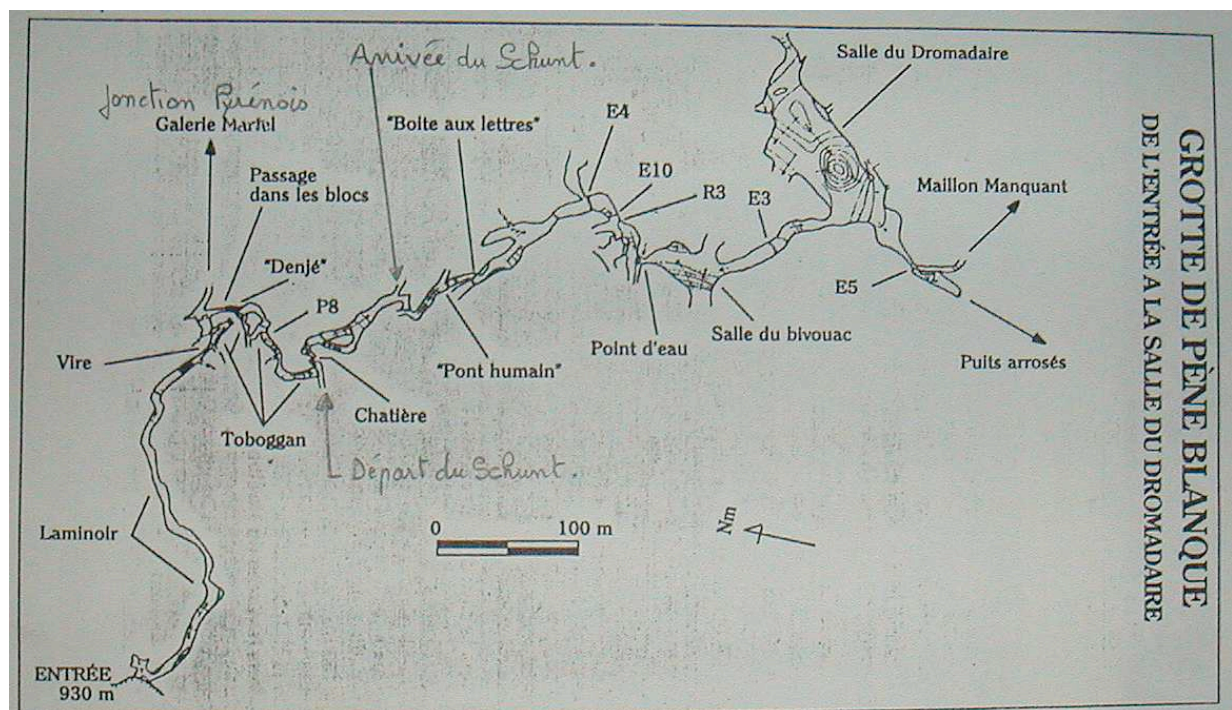 GROTTE DE PÈNE BLANQUE
DE L'ENTRÉE A LA SALLE DU DROMADAIRE
Arrivée du Schunt.
Salle du Dromadaire
Jonction Pyrénois
Galerie Martel
"Boite aux lettres"
E4
E10
R3
E3
Maillon Manquant
Passage
dans les blocs
"Denjé"
P8
E5
Vire
Salle du bivouac
Point d'eau
Puits arrosés
"Pont humain"
Chatière
Toboggan
Départ du Schunt.
Laminoir
0 100 m
Nm
ENTRÉE
930 m